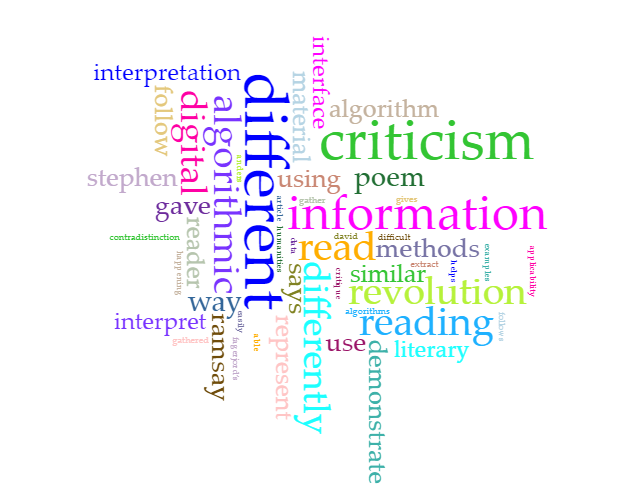 interface
interpretation
different
material
follow
digital
algorithmic
algorithm
criticism
auden
stephen
using
poem
article
gather
gives
gave
information
humanities
reader
contradistinction
data
read
david
difficult
methods
happening
says
differently
critique
similar
extract
helps
examples
applicability
way
revolution
interpret
ramsay
easily
represent
algorithms
reading
follows
gathered
fagerjord's
able
use
demonstrate
literary